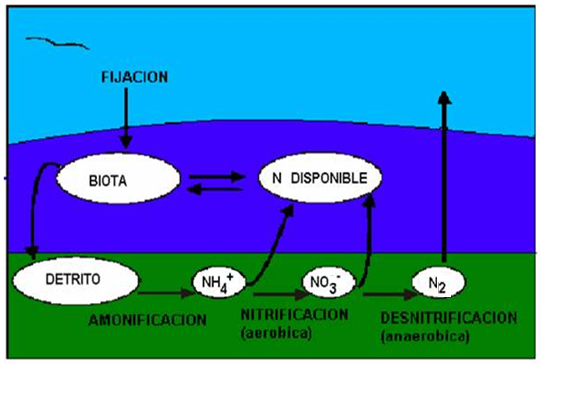 FIJACION
BIOTA
N DISPONIBLE
DETRITO
NH4+
NO3-
N2
AMONIFICACION
NITRIFICACION
(aerobica)
DESNITRIFICACION
(anaerobica)